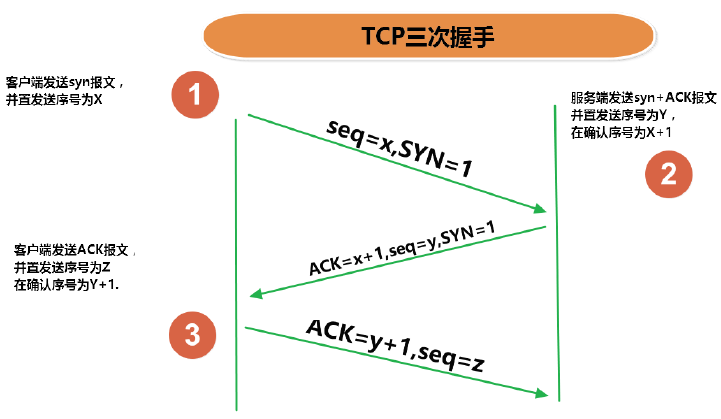 TCP三次握手
客户端发送syn报文，
并置发送序号为X
1
服务端发送syn+ACK报文
并置发送序号为Y，
在确认序号为X+1
2
seq=x,SYN=1
ACK=x+1,seq=y,SYN=1
客户端发送ACK报文，
并置发送序号为Z
在确认序号为Y+1.
3
ACK=y+1,seq=z